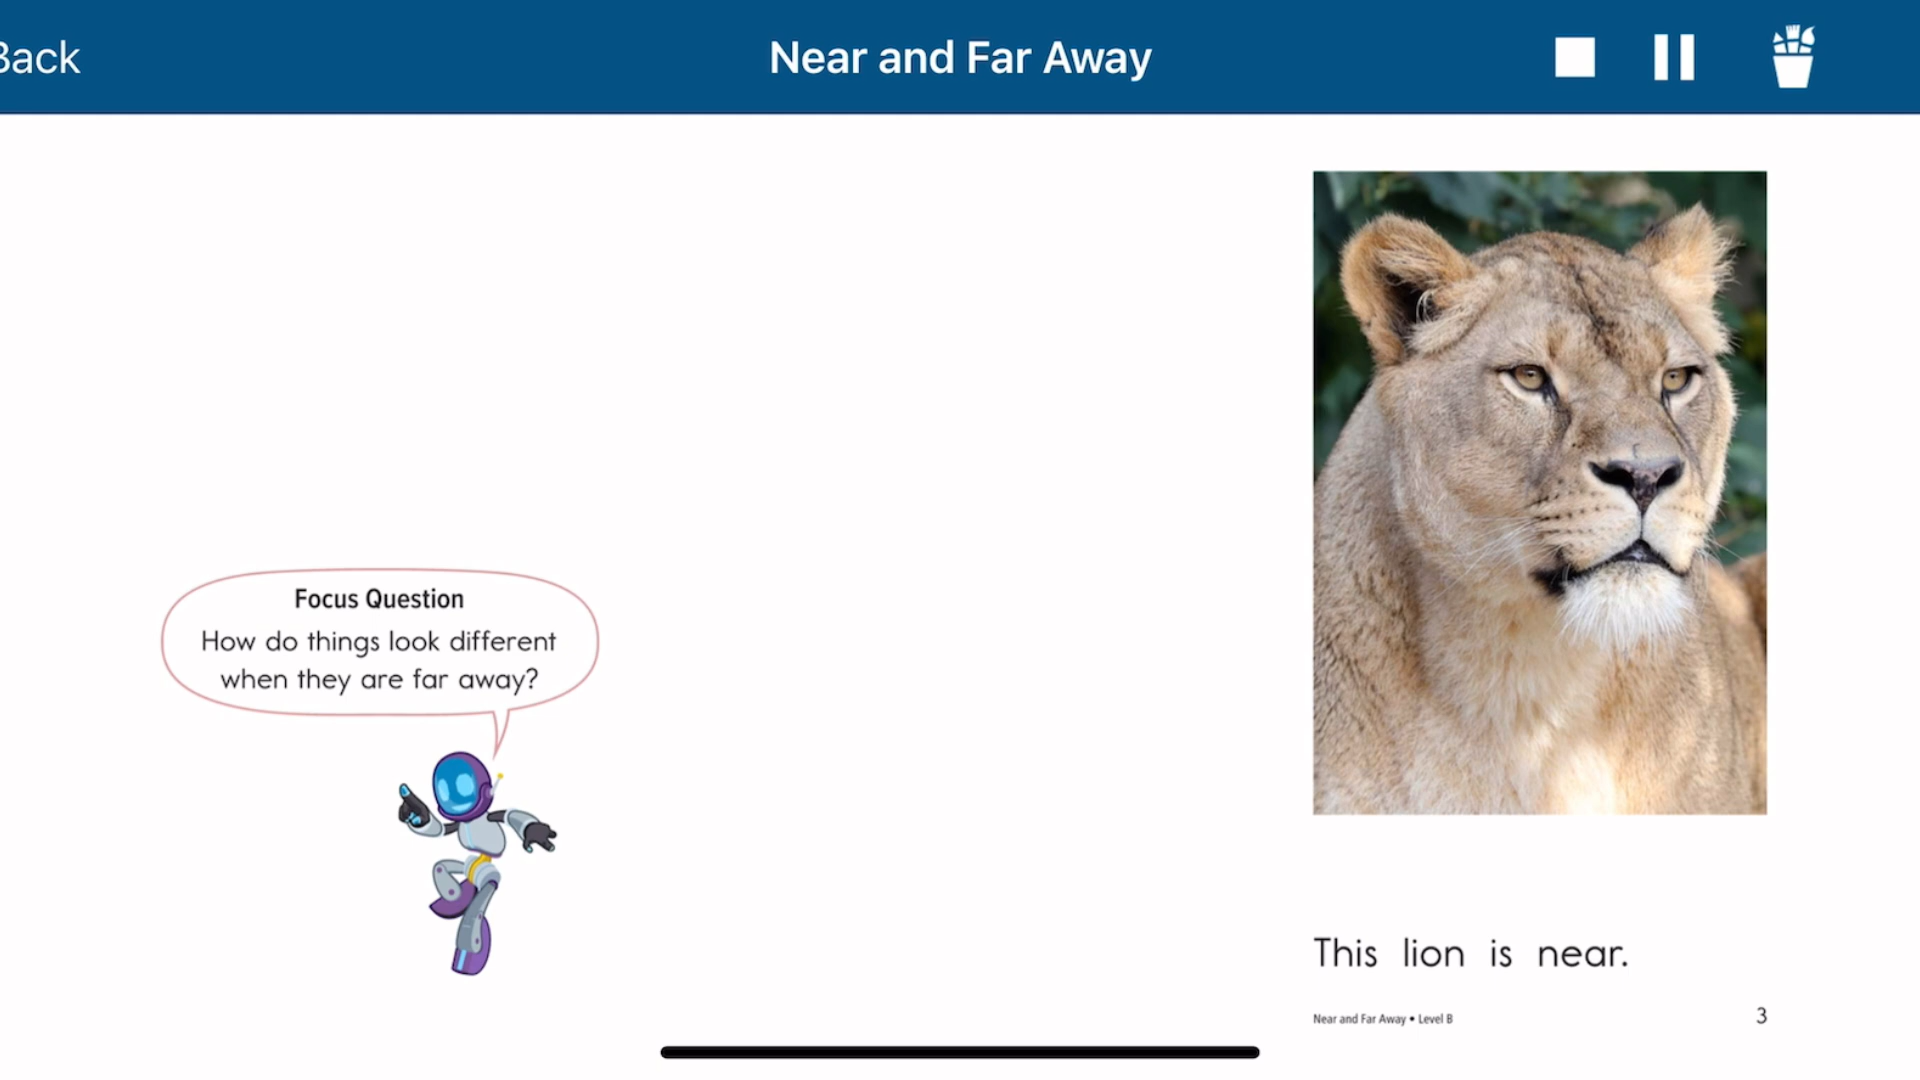 Back
Near and Far Away
Focus Question
How do things look different
when they are far away?
This lion is near.
Near and Far Away • Level B
3